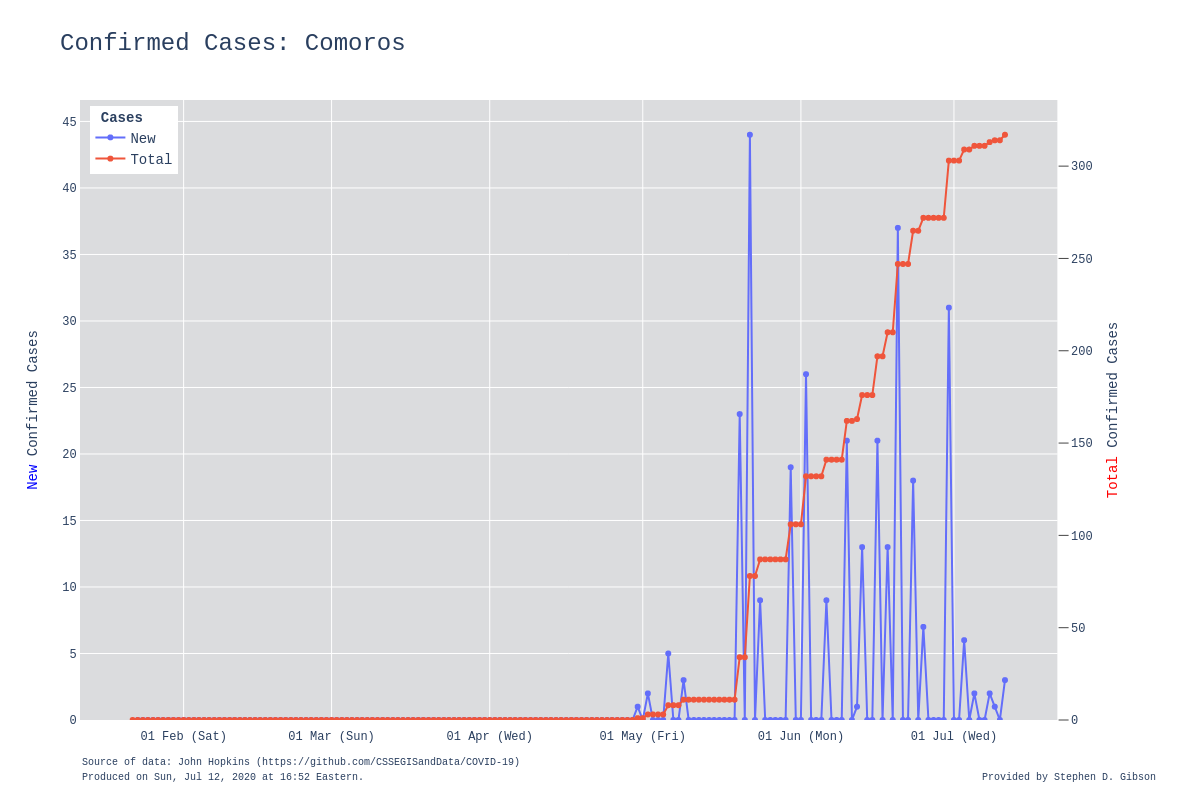 Confirmed Cases: Comoros
Cases
New
Total
45
40
35
30
25
20
15
10
5
0
New Confirmed Cases
300
250
200
150
100
50
0
Total Confirmed Cases
01 Feb (Sat)
01 Mar (Sun)
01 Apr (Wed)
01 May (Fri)
01 Jun (Mon)
01 Jul (Wed)
Source of data: John Hopkins (https://github.com/CSSEGISandData/COVID-19)
Produced on Sun, Jul 12, 2020 at 16:52 Eastern.
Provided by Stephen D. Gibson